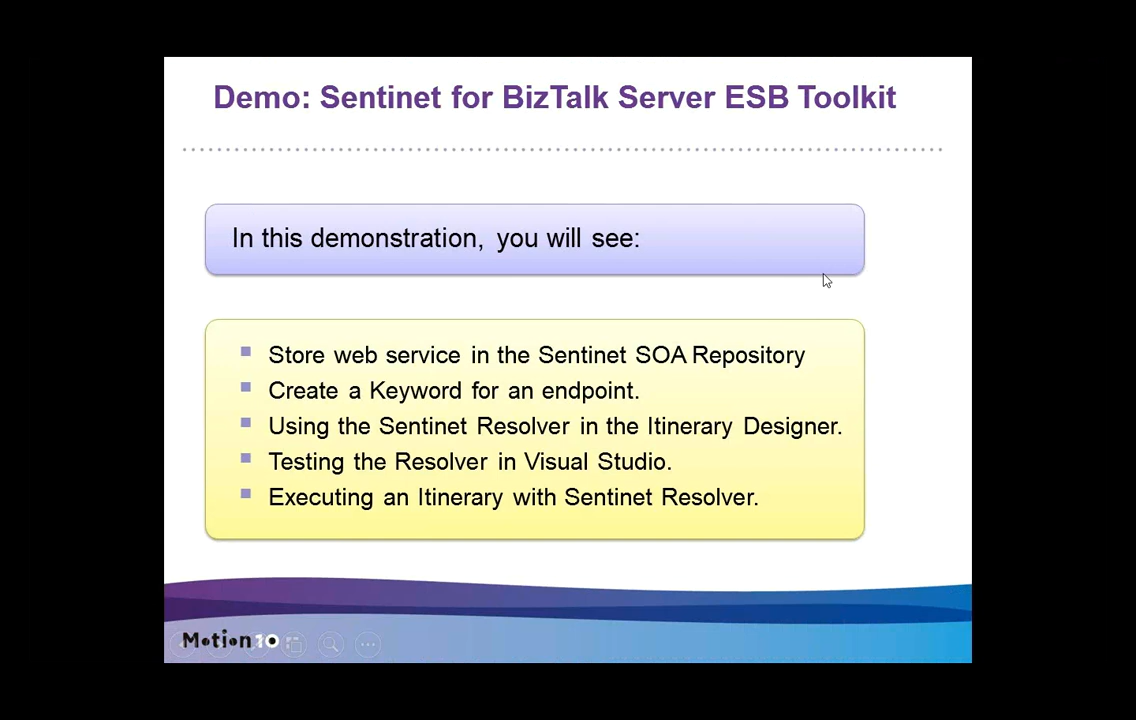 Demo: Sentinet for BizTalk Server ESB Toolkit
In this demonstration, you will see:
Store web service in the Sentinet SOA Repository
Create a Keyword for an endpoint.
Using the Sentinet Resolver in the Itinerary Designer.
Testing the Resolver in Visual Studio.
Executing an Itinerary with Sentinet Resolver.
Motion10